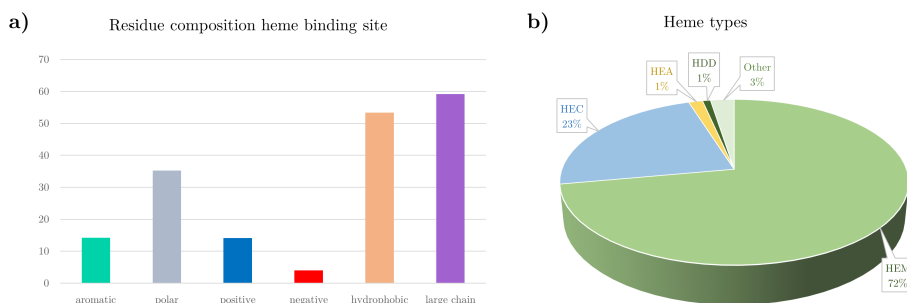 a)
Residue composition heme binding site
70
60
50
40
30
20
10
0
aromatic polar positive negative hydrophobic large chain
b)
Heme types
HEA
1%
HDD
1%
Other
3%
HEC
23%
HEM
72%